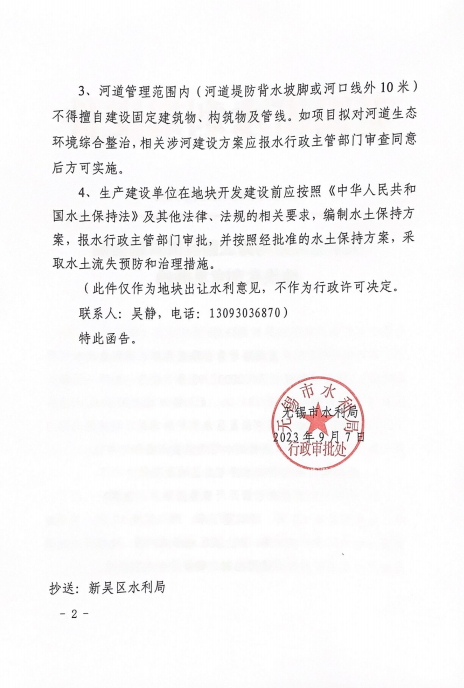 3、河道管理范围内（河道堤防背水坡脚或河口线外 10 米）
不得擅自建设固定建筑物、构筑物及管线。如项目拟对河道生态
环境综合整治，相关涉河建设方案应报水行政主管部门审查同意
后方可实施。
4、生产建设单位在地块开发建设前应按照《中华人民共和
国水土保持法》及其他法律、法规的相关要求，编制水土保持方
案，报水行政主管部门审批，并按照经批准的水土保持方案，采
取水土流失预防和治理措施。
（此件仅作为地块出让水利意见，不作为行政许可决定。
联系人：吴静，电话：13093036870）
特此函告。
无锡市水利局
无锡市水利局
2023 年 9 月 7 日
行政审批处
抄送：新吴区水利局
- 2 -